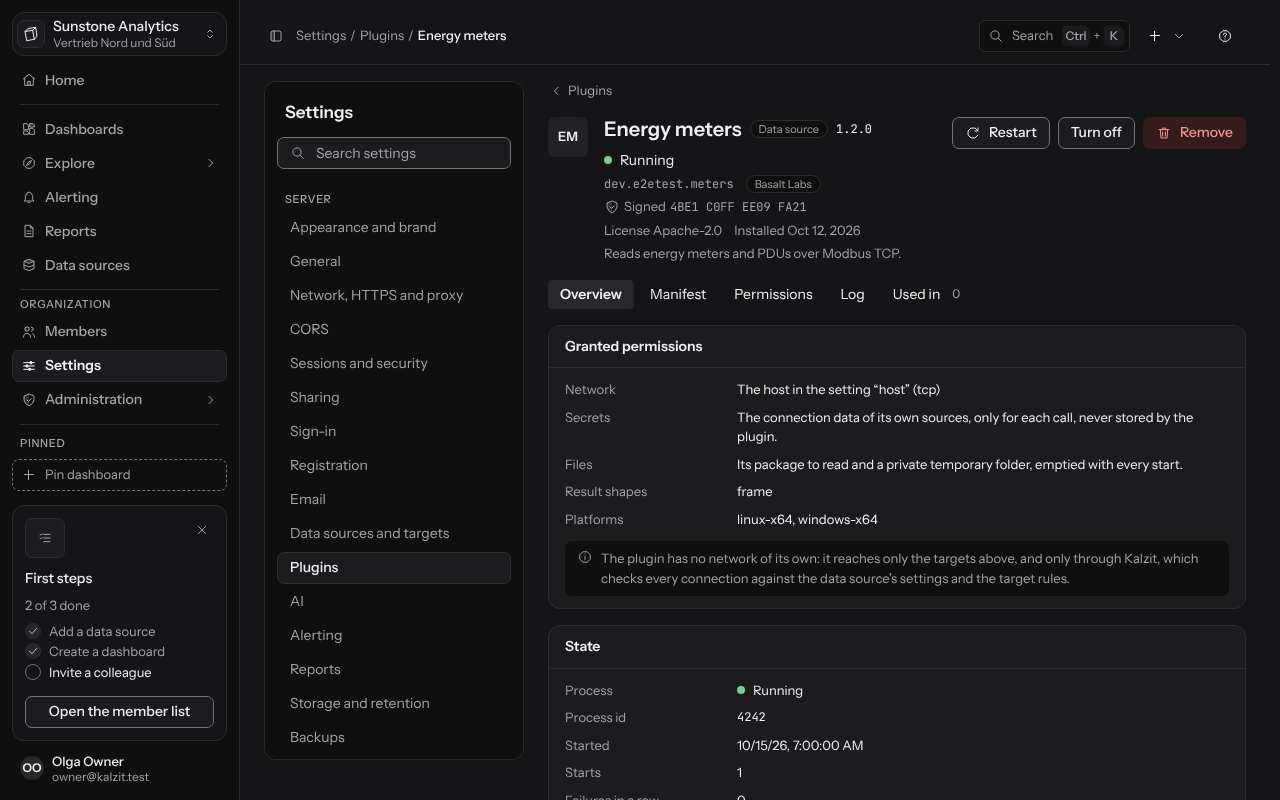 Sunstone Analytics
Vertrieb Nord und Süd
Home
Dashboards
Explore
Alerting
Reports
Data sources
ORGANIZATION
Members
Settings
Administration
PINNED
Pin dashboard
First steps
2 of 3 done
Add a data source
Create a dashboard
Invite a colleague
Open the member list
OO
Olga Owner
owner@kalzit.test
Settings / Plugins / Energy meters
Search Ctrl + K
Settings
Search settings
SERVER
Appearance and brand
General
Network, HTTPS and proxy
CORS
Sessions and security
Sharing
Sign-in
Registration
Email
Data sources and targets
Plugins
AI
Alerting
Reports
Storage and retention
Backups
Plugins
EM
Energy meters Data source 1.2.0
Restart
Turn off
Remove
Running
dev.e2etest.meters Basalt Labs
Signed 4BE1 C0FF EE09 FA21
License Apache-2.0 Installed Oct 12, 2026
Reads energy meters and PDUs over Modbus TCP.
Overview Manifest Permissions Log Used in 0
Granted permissions
Network The host in the setting “host” (tcp)
Secrets The connection data of its own sources, only for each call, never stored by the
plugin.
Files Its package to read and a private temporary folder, emptied with every start.
Result shapes frame
Platforms linux-x64, windows-x64
The plugin has no network of its own: it reaches only the targets above, and only through Kalzit, which
checks every connection against the data source's settings and the target rules.
State
Process Running
Process id 4242
Started 10/15/26, 7:00:00 AM
Starts 1
Failures in a row 0